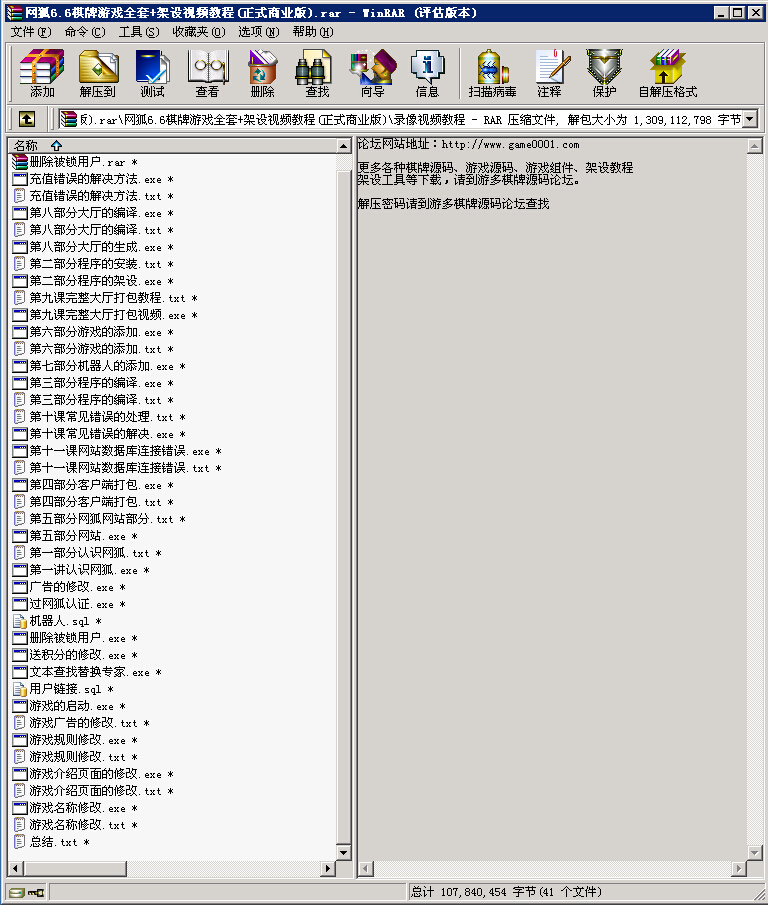 网狐6.6棋牌游戏全套+架设视频教程(正式商业版).rar - WinRAR (评估版本)
文件(F) 命令(C) 工具(S) 收藏夹(O) 选项(N) 帮助(H)
添加 解压到 测试 查看 删除 查找 向导 信息 扫描病毒 注释 保护 自解压格式
反).rar\网狐6.6棋牌游戏全套+架设视频教程(正式商业版)\录像视频教程 - RAR 压缩文件, 解包大小为 1,309,112,798 字节
名称
删除被锁用户.rar *
充值错误的解决方法.exe *
充值错误的解决方法.txt *
第八部分大厅的编译.exe *
第八部分大厅的编译.txt *
第八部分大厅的生成.exe *
第二部分程序的安装.txt *
第二部分程序的架设.exe *
第九课完整大厅打包教程.txt *
第九课完整大厅打包视频.exe *
第六部分游戏的添加.exe *
第六部分游戏的添加.txt *
第七部分机器人的添加.exe *
第三部分程序的编译.exe *
第三部分程序的编译.txt *
第十课常见错误的处理.txt *
第十课常见错误的解决.exe *
第十一课网站数据库连接错误.exe *
第十一课网站数据库连接错误.txt *
第四部分客户端打包.exe *
第四部分客户端打包.txt *
第五部分网狐网站部分.txt *
第五部分网站.exe *
第一部分认识网狐.txt *
第一讲认识网狐.exe *
广告的修改.exe *
过网狐认证.exe *
机器人.sql *
删除被锁用户.exe *
送积分的修改.exe *
文本查找替换专家.exe *
用户链接.sql *
游戏的启动.exe *
游戏广告的修改.txt *
游戏规则修改.exe *
游戏规则修改.txt *
游戏介绍页面的修改.exe *
游戏介绍页面的修改.txt *
游戏名称修改.exe *
游戏名称修改.txt *
总结.txt *
论坛网站地址:http://www.game0001.com
更多各种棋牌源码、游戏源码、游戏组件、架设教程
架设工具等下载,请到游多棋牌源码论坛。
解压密码请到游多棋牌源码论坛查找
总计 107,840,454 字节(41 个文件)